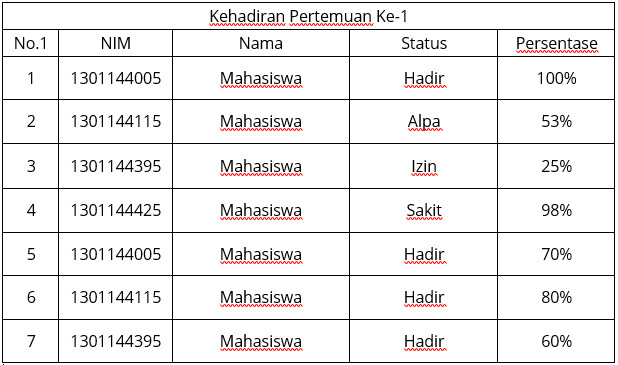 Kehadiran Pertemuan Ke-1
No.1 NIM Nama Status Persentase
1 1301144005 Mahasiswa Hadir 100%
2 1301144115 Mahasiswa Alpa 53%
3 1301144395 Mahasiswa Izin 25%
4 1301144425 Mahasiswa Sakit 98%
5 1301144005 Mahasiswa Hadir 70%
6 1301144115 Mahasiswa Hadir 80%
7 1301144395 Mahasiswa Hadir 60%